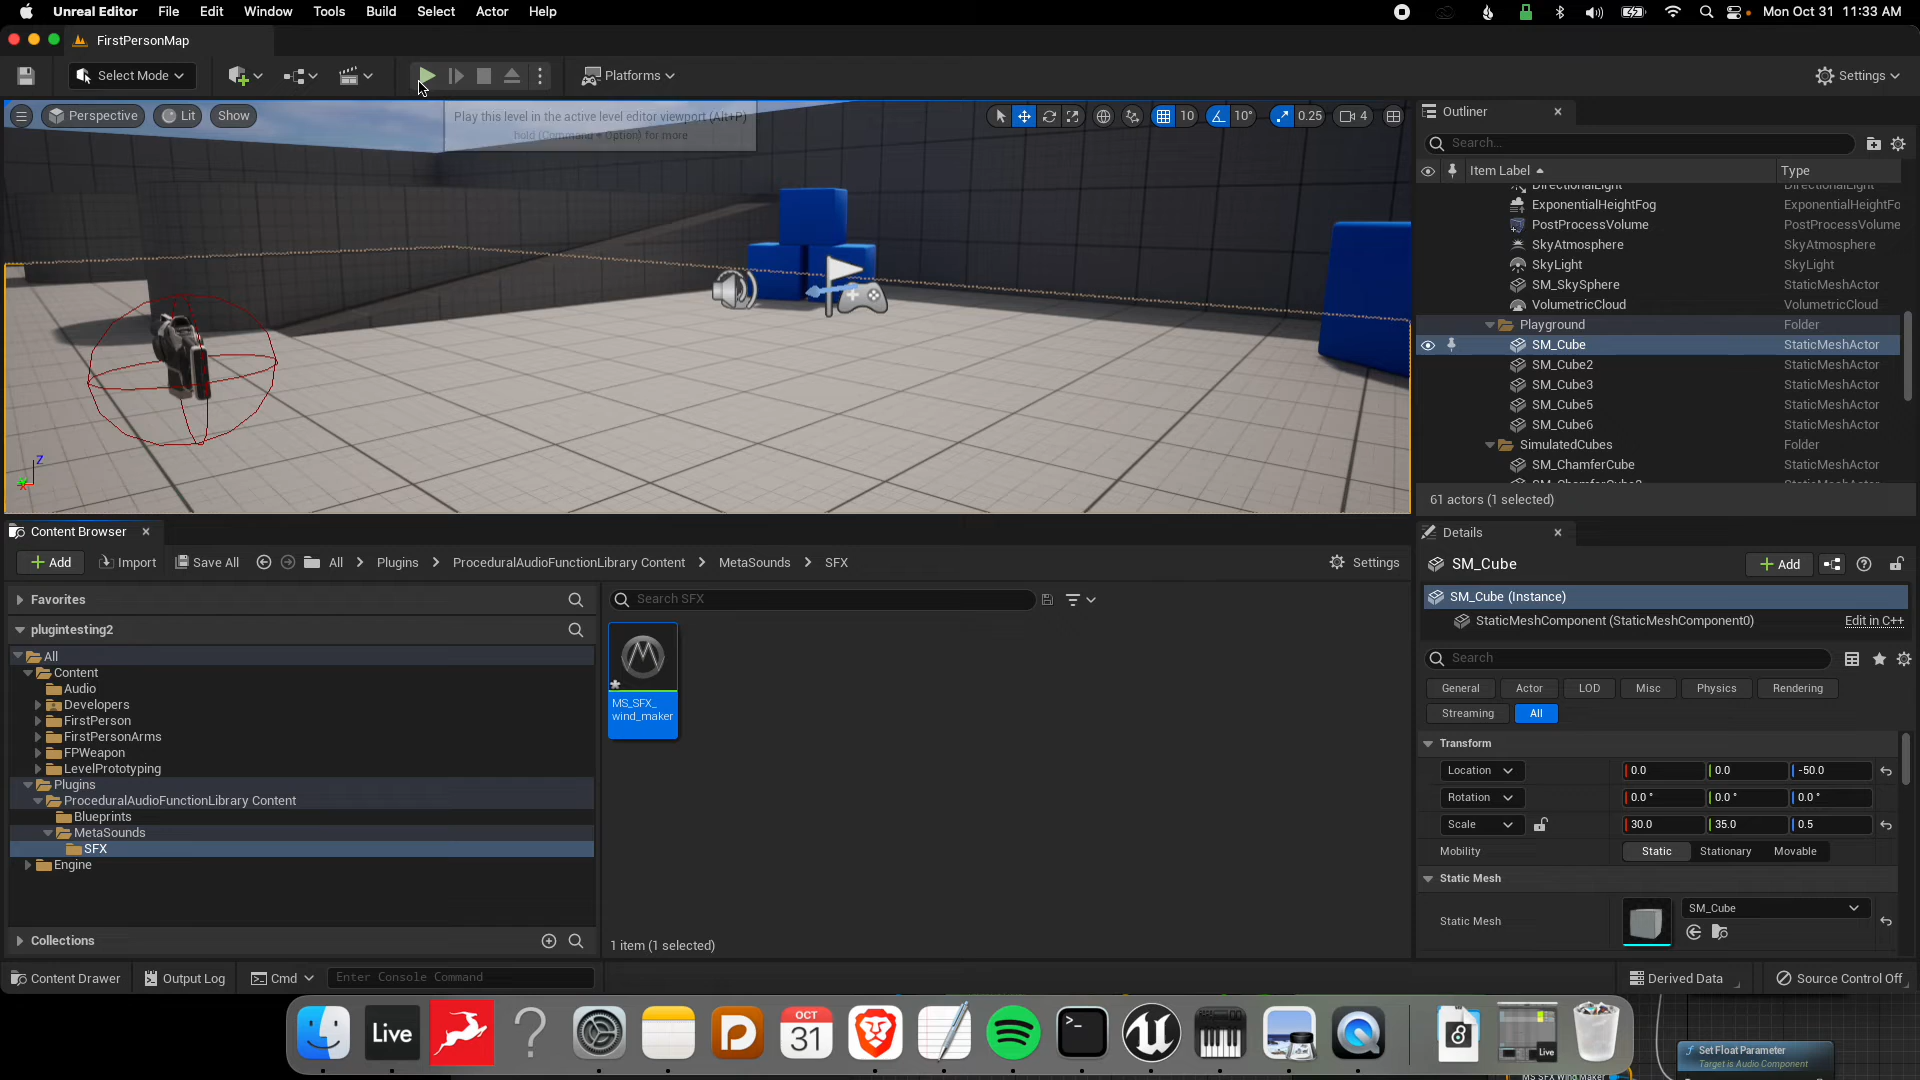 Unreal Editor File Edit Window Tools Build Select Actor Help Mon Oct 31 11:33 AM
FirstPersonMap
Select Mode Platforms Settings
Perspective Lit Show 10 10° 0.25 4
Play this level in the active level editor viewport (Alt+P)
hold (Command + Option) for more
Outliner
Search...
Item Label Type
DirectionalLight DirectionalLight
ExponentialHeightFog ExponentialHeightFo
PostProcessVolume PostProcessVolume
SkyAtmosphere SkyAtmosphere
SkyLight SkyLight
SM_SkySphere StaticMeshActor
VolumetricCloud VolumetricCloud
Playground Folder
SM_Cube StaticMeshActor
SM_Cube2 StaticMeshActor
SM_Cube3 StaticMeshActor
SM_Cube5 StaticMeshActor
SM_Cube6 StaticMeshActor
SimulatedCubes Folder
SM_ChamferCube StaticMeshActor
61 actors (1 selected)
Z
X
Content Browser
Add Import Save All All Plugins ProceduralAudioFunctionLibrary Content MetaSounds SFX Settings
Favorites
plugintesting2
All
Content
Audio
Developers
FirstPerson
FirstPersonArms
FPWeapon
LevelPrototyping
Plugins
ProceduralAudioFunctionLibrary Content
Blueprints
MetaSounds
SFX
Engine
Collections
Search SFX
MS_SFX_
wind_maker
1 item (1 selected)
Details
SM_Cube Add
SM_Cube (Instance)
StaticMeshComponent (StaticMeshComponent0) Edit in C++
Search
General Actor LOD Misc Physics Rendering
Streaming All
Transform
Location 0.0 0.0 -50.0
Rotation 0.0 ° 0.0 ° 0.0 °
Scale 30.0 35.0 0.5
Mobility Static Stationary Movable
Static Mesh
Static Mesh SM_Cube
Content Drawer Output Log Cmd Enter Console Command Derived Data Source Control Off
Live
OCT
31
Live
Set Float Parameter
Target is Audio Component
MS SFX Wind Maker